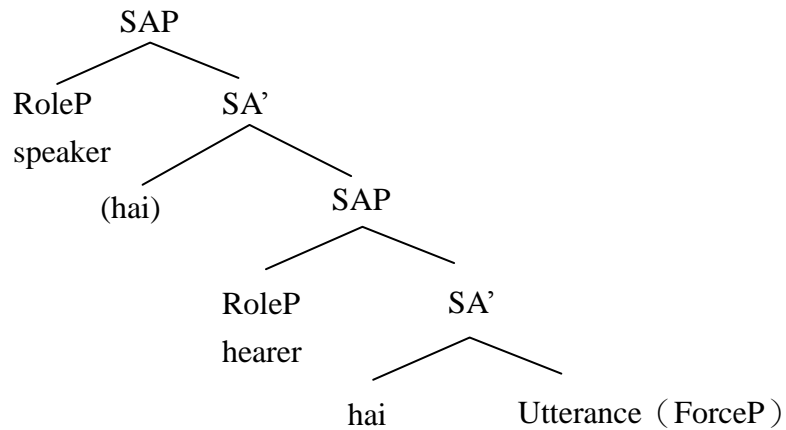 SAP
RoleP SA’
speaker
(hai) SAP
RoleP SA’
hearer
hai Utterance（ForceP）